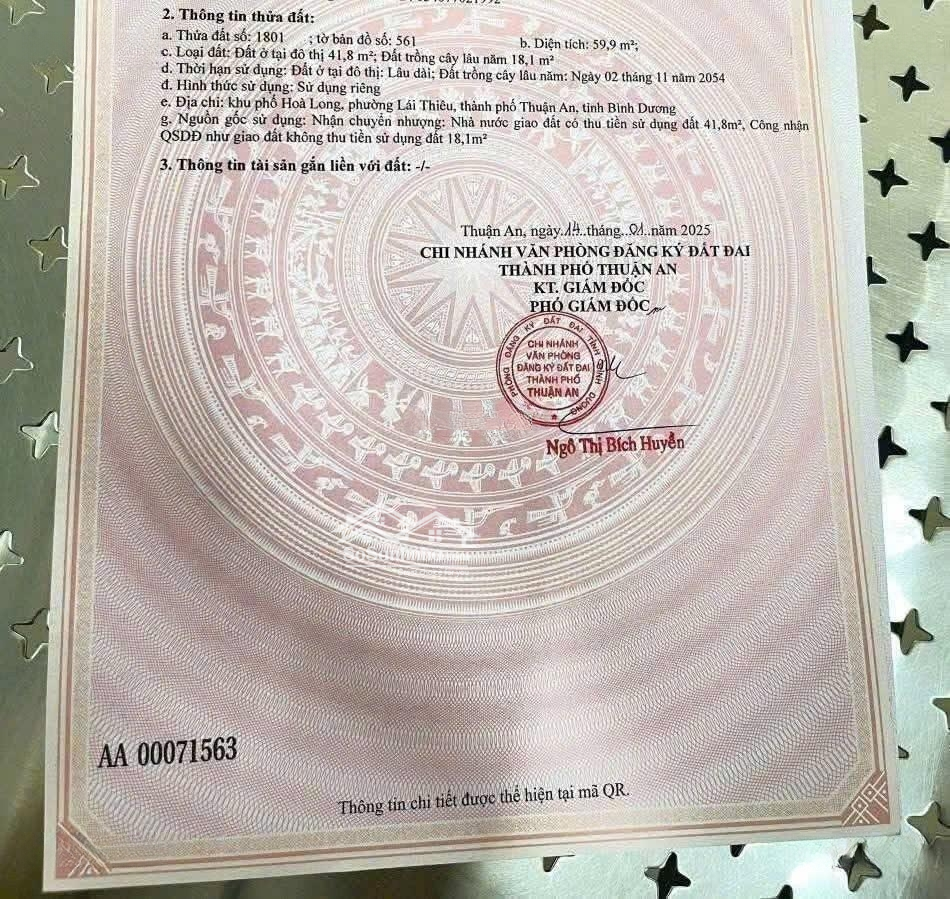 2. Thông tin thửa đất:
a. Thửa đất số: 1801 ; tờ bản đồ số: 561 b. Diện tích: 59,9 m²;
c. Loại đất: Đất ở tại đô thị 41,8 m²; Đất trồng cây lâu năm 18,1 m²
d. Thời hạn sử dụng: Đất ở tại đô thị: Lâu dài; Đất trồng cây lâu năm: Ngày 02 tháng 11 năm 2054
đ. Hình thức sử dụng: Sử dụng riêng
e. Địa chỉ: khu phố Hoà Long, phường Lái Thiêu, thành phố Thuận An, tỉnh Bình Dương
g. Nguồn gốc sử dụng: Nhận chuyển nhượng: Nhà nước giao đất có thu tiền sử dụng đất 41,8m², Công nhận
QSDĐ như giao đất không thu tiền sử dụng đất 18,1m²
3. Thông tin tài sản gắn liền với đất: -/-
Thuận An, ngày 14 tháng 01 năm 2025
CHI NHÁNH VĂN PHÒNG ĐĂNG KÝ ĐẤT ĐAI
THÀNH PHỐ THUẬN AN
KT. GIÁM ĐỐC
PHÓ GIÁM ĐỐC
VĂN PHÒNG ĐĂNG KÝ ĐẤT ĐAI TỈNH BÌNH DƯƠNG
CHI NHÁNH
VĂN PHÒNG
ĐĂNG KÝ ĐẤT ĐAI
THÀNH PHỐ
THUẬN AN
Ngô Thị Bích Huyền
AA 00071563
Thông tin chi tiết được thể hiện tại mã QR.